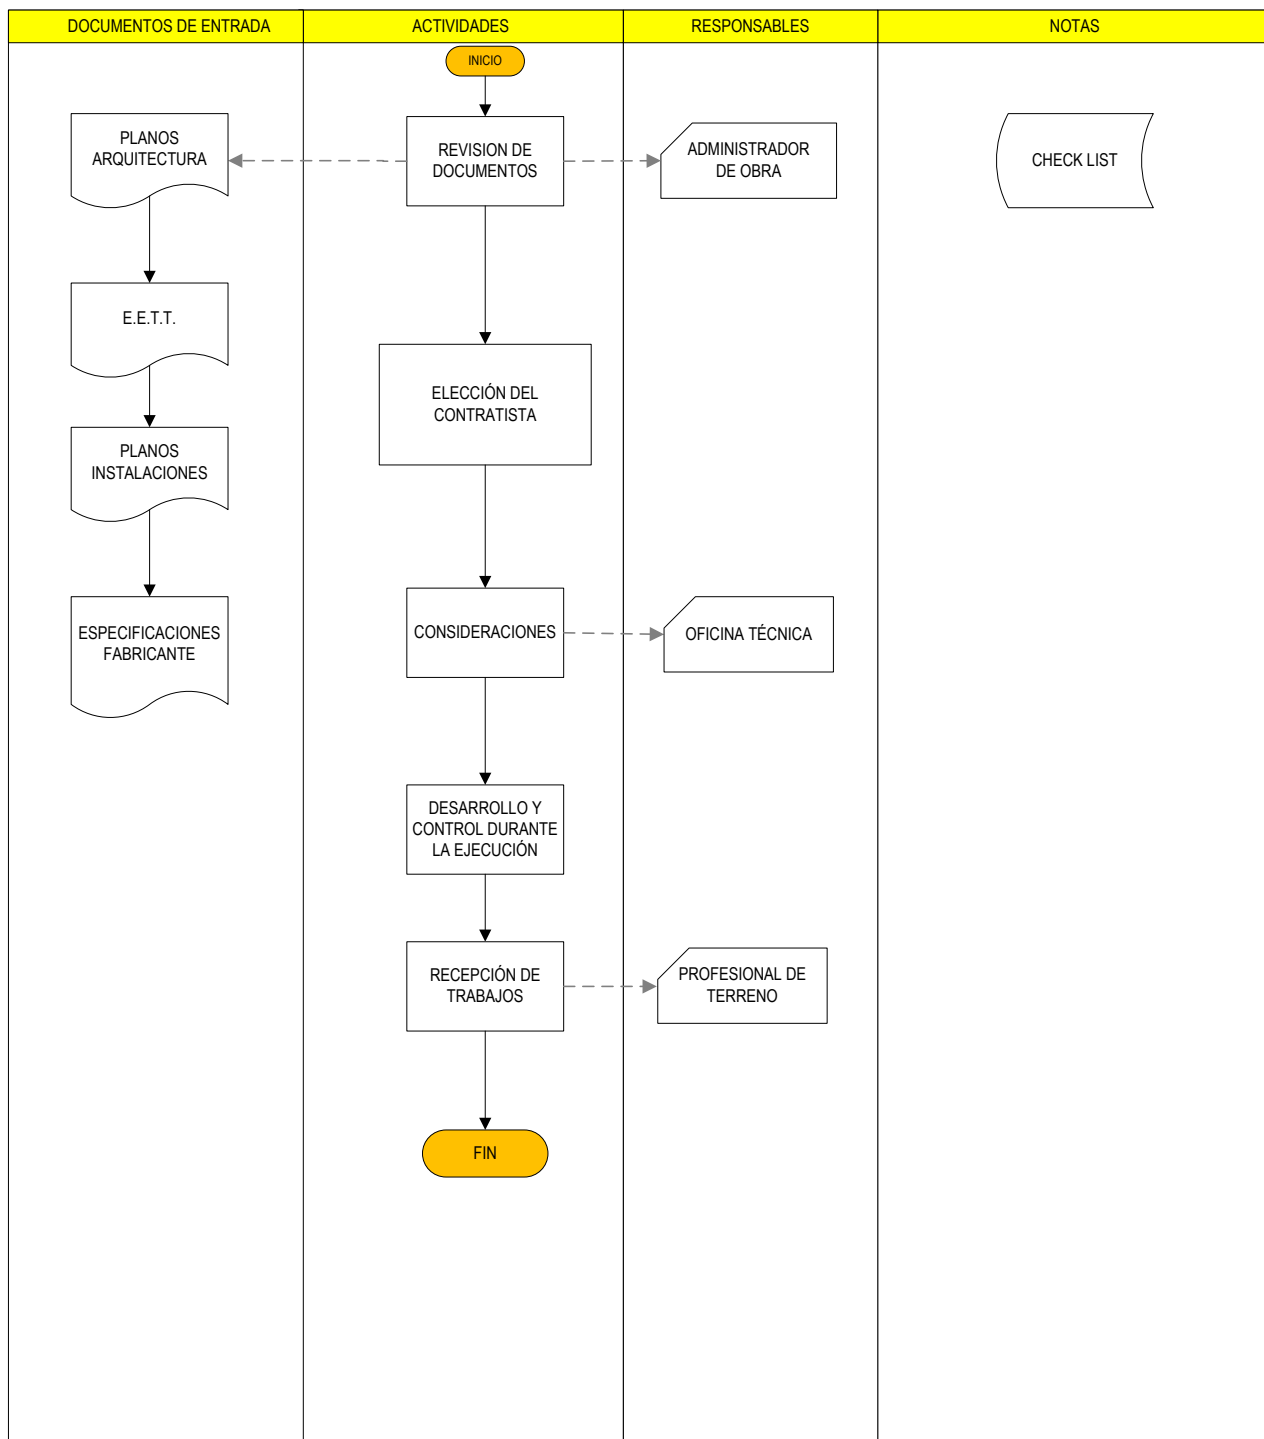 DOCUMENTOS DE ENTRADA
ACTIVIDADES
RESPONSABLES
NOTAS
INICIO
PLANOS
ARQUITECTURA
REVISION DE
DOCUMENTOS
ADMINISTRADOR
DE OBRA
CHECK LIST
E.E.T.T.
ELECCIÓN DEL
CONTRATISTA
PLANOS
INSTALACIONES
ESPECIFICACIONES
FABRICANTE
CONSIDERACIONES
OFICINA TÉCNICA
DESARROLLO Y
CONTROL DURANTE
LA EJECUCIÓN
RECEPCIÓN DE
TRABAJOS
PROFESIONAL DE
TERRENO
FIN